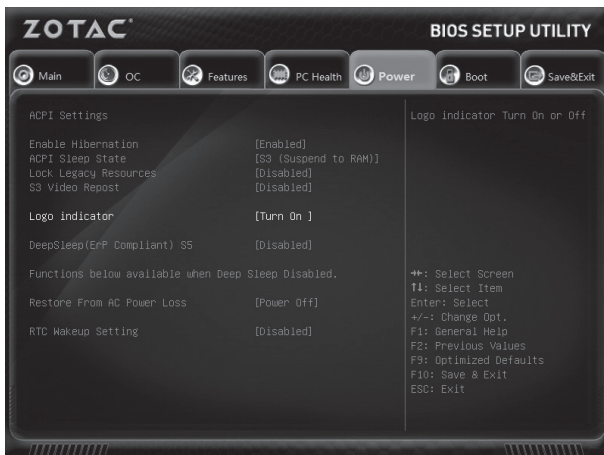 ZOTAC
BIOS SETUP UTILITY
Main OC Features PC Health Power Boot Save&Exit
ACPI Settings
Enable Hibernation [Enabled]
ACPI Sleep State [S3 (Suspend to RAM)]
Lock Legacy Resources [Disabled]
S3 Video Repost [Disabled]
Logo indicator [Turn On ]
DeepSleep(ErP Compliant) S5 [Disabled]
Functions below available when Deep Sleep Disabled.
Restore From AC Power Loss [Power Off]
RTC Wakeup Setting [Disabled]
Logo indicator Turn On or Off
→←: Select Screen
↑↓: Select Item
Enter: Select
+/-: Change Opt.
F1: General Help
F2: Previous Values
F9: Optimized Defaults
F10: Save & Exit
ESC: Exit